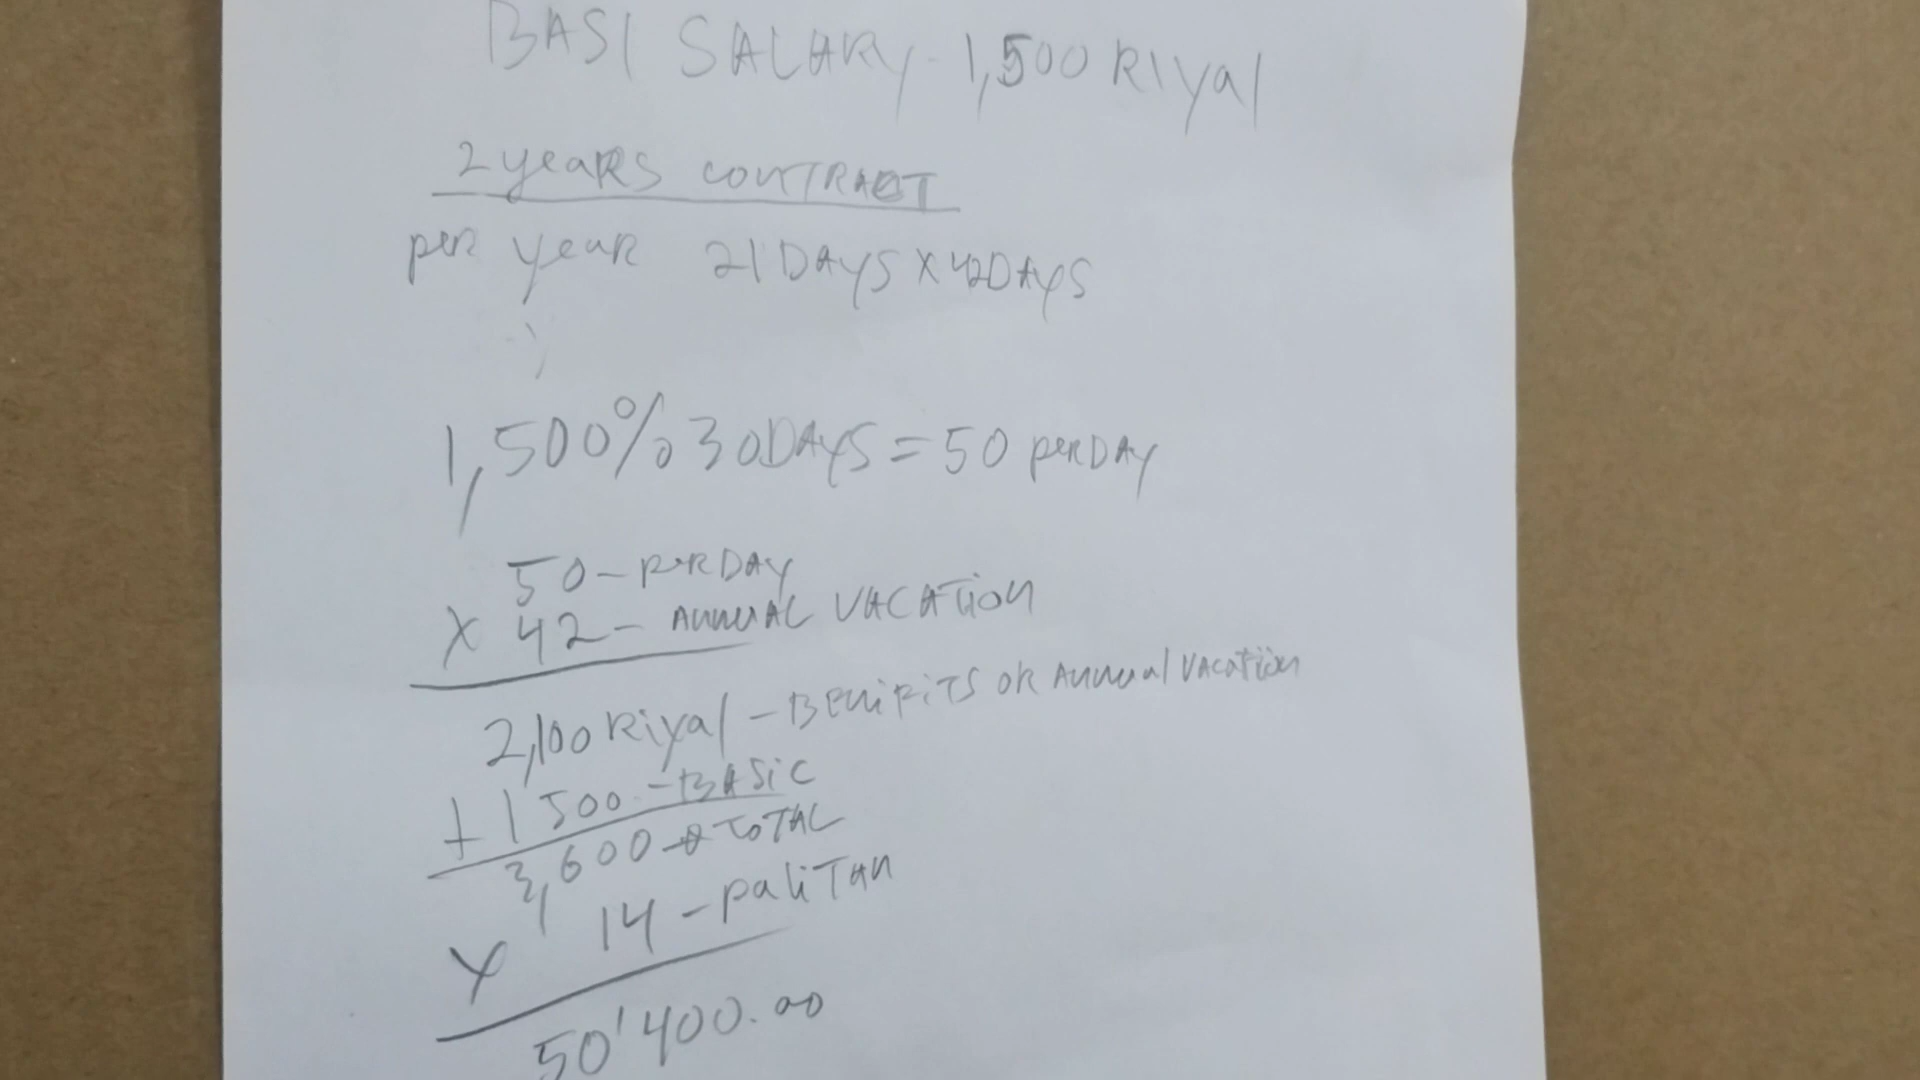 BASI SALARY - 1,500 RIyal
2 years CONTRACT
per year 21 DAYS X 42 DAYS
1,500 % 30 DAYS = 50 per DAY
50 - per DAY
X 42 - ANNUAL VACATION
2,100 Riyal - BENIFITS OR ANNUAl VACATION
+ 1500. - BASIC
3,600 - TOTAL
X 14 - paliTAN
50'400.00